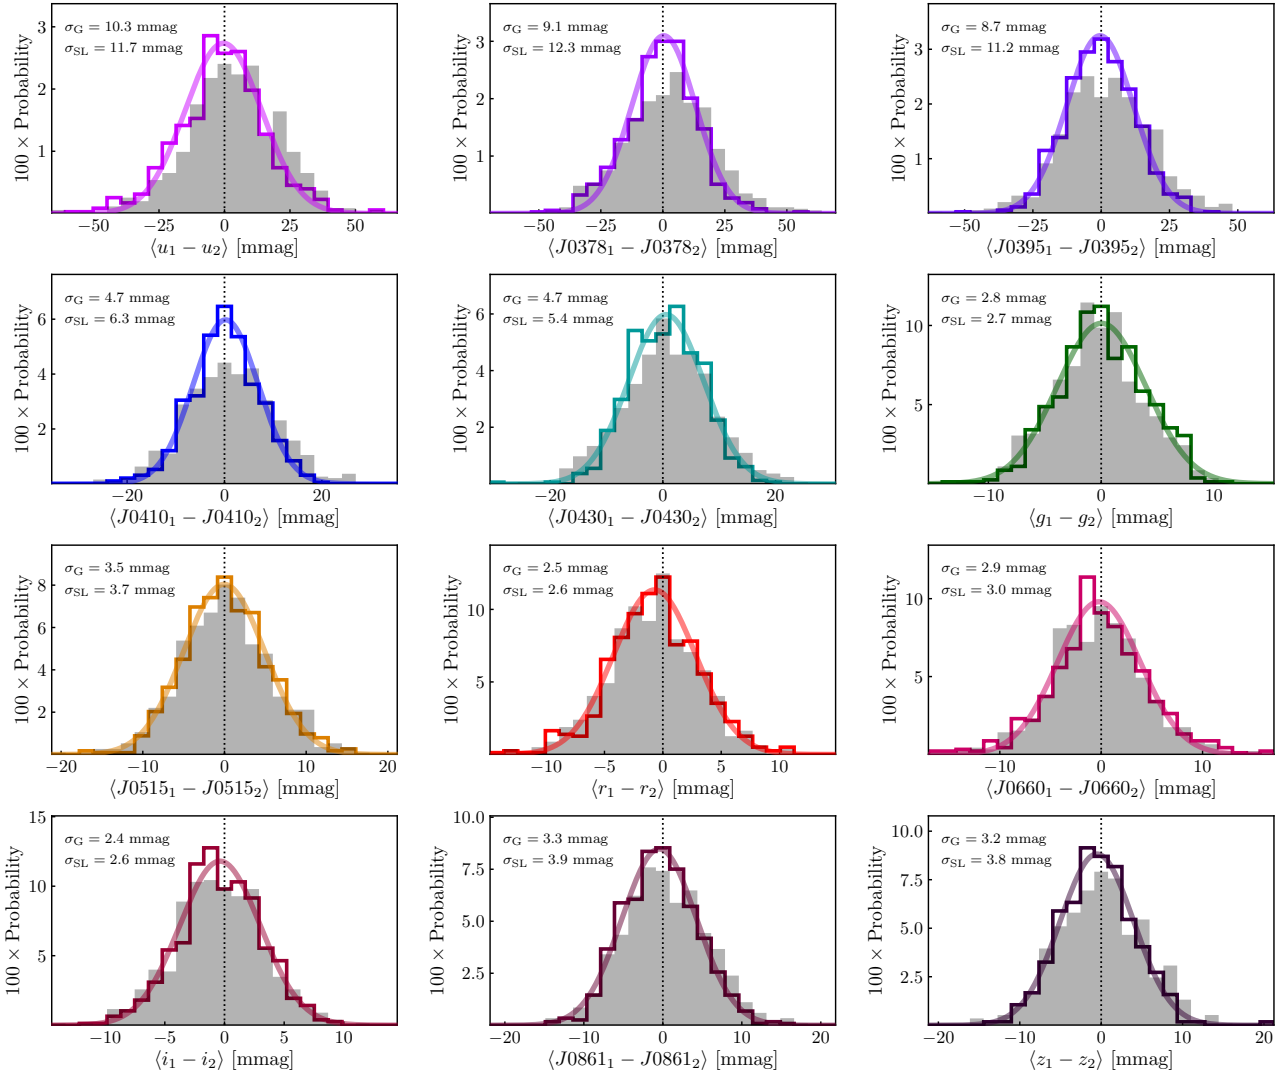 σG = 10.3 mmag
σSL = 11.7 mmag
100 × Probability
3
2
1
−50
−25
0
25
50
⟨u1 − u2⟩ [mmag]
σG = 9.1 mmag
σSL = 12.3 mmag
100 × Probability
3
2
1
−50
−25
0
25
50
⟨J03781 − J03782⟩ [mmag]
σG = 8.7 mmag
σSL = 11.2 mmag
100 × Probability
3
2
1
−50
−25
0
25
50
⟨J03951 − J03952⟩ [mmag]
σG = 4.7 mmag
σSL = 6.3 mmag
100 × Probability
6
4
2
−20
0
20
⟨J04101 − J04102⟩ [mmag]
σG = 4.7 mmag
σSL = 5.4 mmag
100 × Probability
6
4
2
−20
0
20
⟨J04301 − J04302⟩ [mmag]
σG = 2.8 mmag
σSL = 2.7 mmag
100 × Probability
10
5
−10
0
10
⟨g1 − g2⟩ [mmag]
σG = 3.5 mmag
σSL = 3.7 mmag
100 × Probability
8
6
4
2
−20
−10
0
10
20
⟨J05151 − J05152⟩ [mmag]
σG = 2.5 mmag
σSL = 2.6 mmag
100 × Probability
10
5
−10
−5
0
5
10
⟨r1 − r2⟩ [mmag]
σG = 2.9 mmag
σSL = 3.0 mmag
100 × Probability
10
5
−10
0
10
⟨J06601 − J06602⟩ [mmag]
σG = 2.4 mmag
σSL = 2.6 mmag
100 × Probability
15
10
5
−10
−5
0
5
10
⟨i1 − i2⟩ [mmag]
σG = 3.3 mmag
σSL = 3.9 mmag
100 × Probability
10.0
7.5
5.0
2.5
−20
−10
0
10
20
⟨J08611 − J08612⟩ [mmag]
σG = 3.2 mmag
σSL = 3.8 mmag
100 × Probability
10.0
7.5
5.0
2.5
−20
−10
0
10
20
⟨z1 − z2⟩ [mmag]